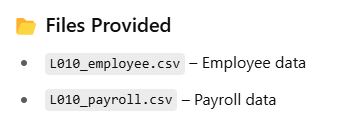 Files Provided
L010_employee.csv – Employee data
L010_payroll.csv – Payroll data